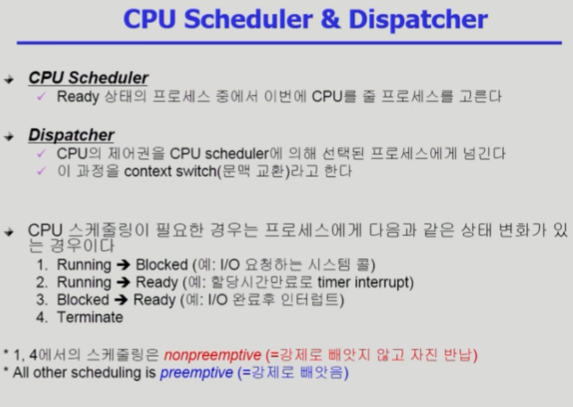 CPU Scheduler & Dispatcher
CPU Scheduler
Ready 상태의 프로세스 중에서 이번에 CPU를 줄 프로세스를 고른다
Dispatcher
CPU의 제어권을 CPU scheduler에 의해 선택된 프로세스에게 넘긴다
이 과정을 context switch(문맥 교환)라고 한다
CPU 스케줄링이 필요한 경우는 프로세스에게 다음과 같은 상태 변화가 있
는 경우이다
1. Running ➔ Blocked (예: I/O 요청하는 시스템 콜)
2. Running ➔ Ready (예: 할당시간만료로 timer interrupt)
3. Blocked ➔ Ready (예: I/O 완료후 인터럽트)
4. Terminate
* 1, 4에서의 스케줄링은 nonpreemptive (=강제로 빼앗지 않고 자진 반납)
* All other scheduling is preemptive (=강제로 빼앗음)